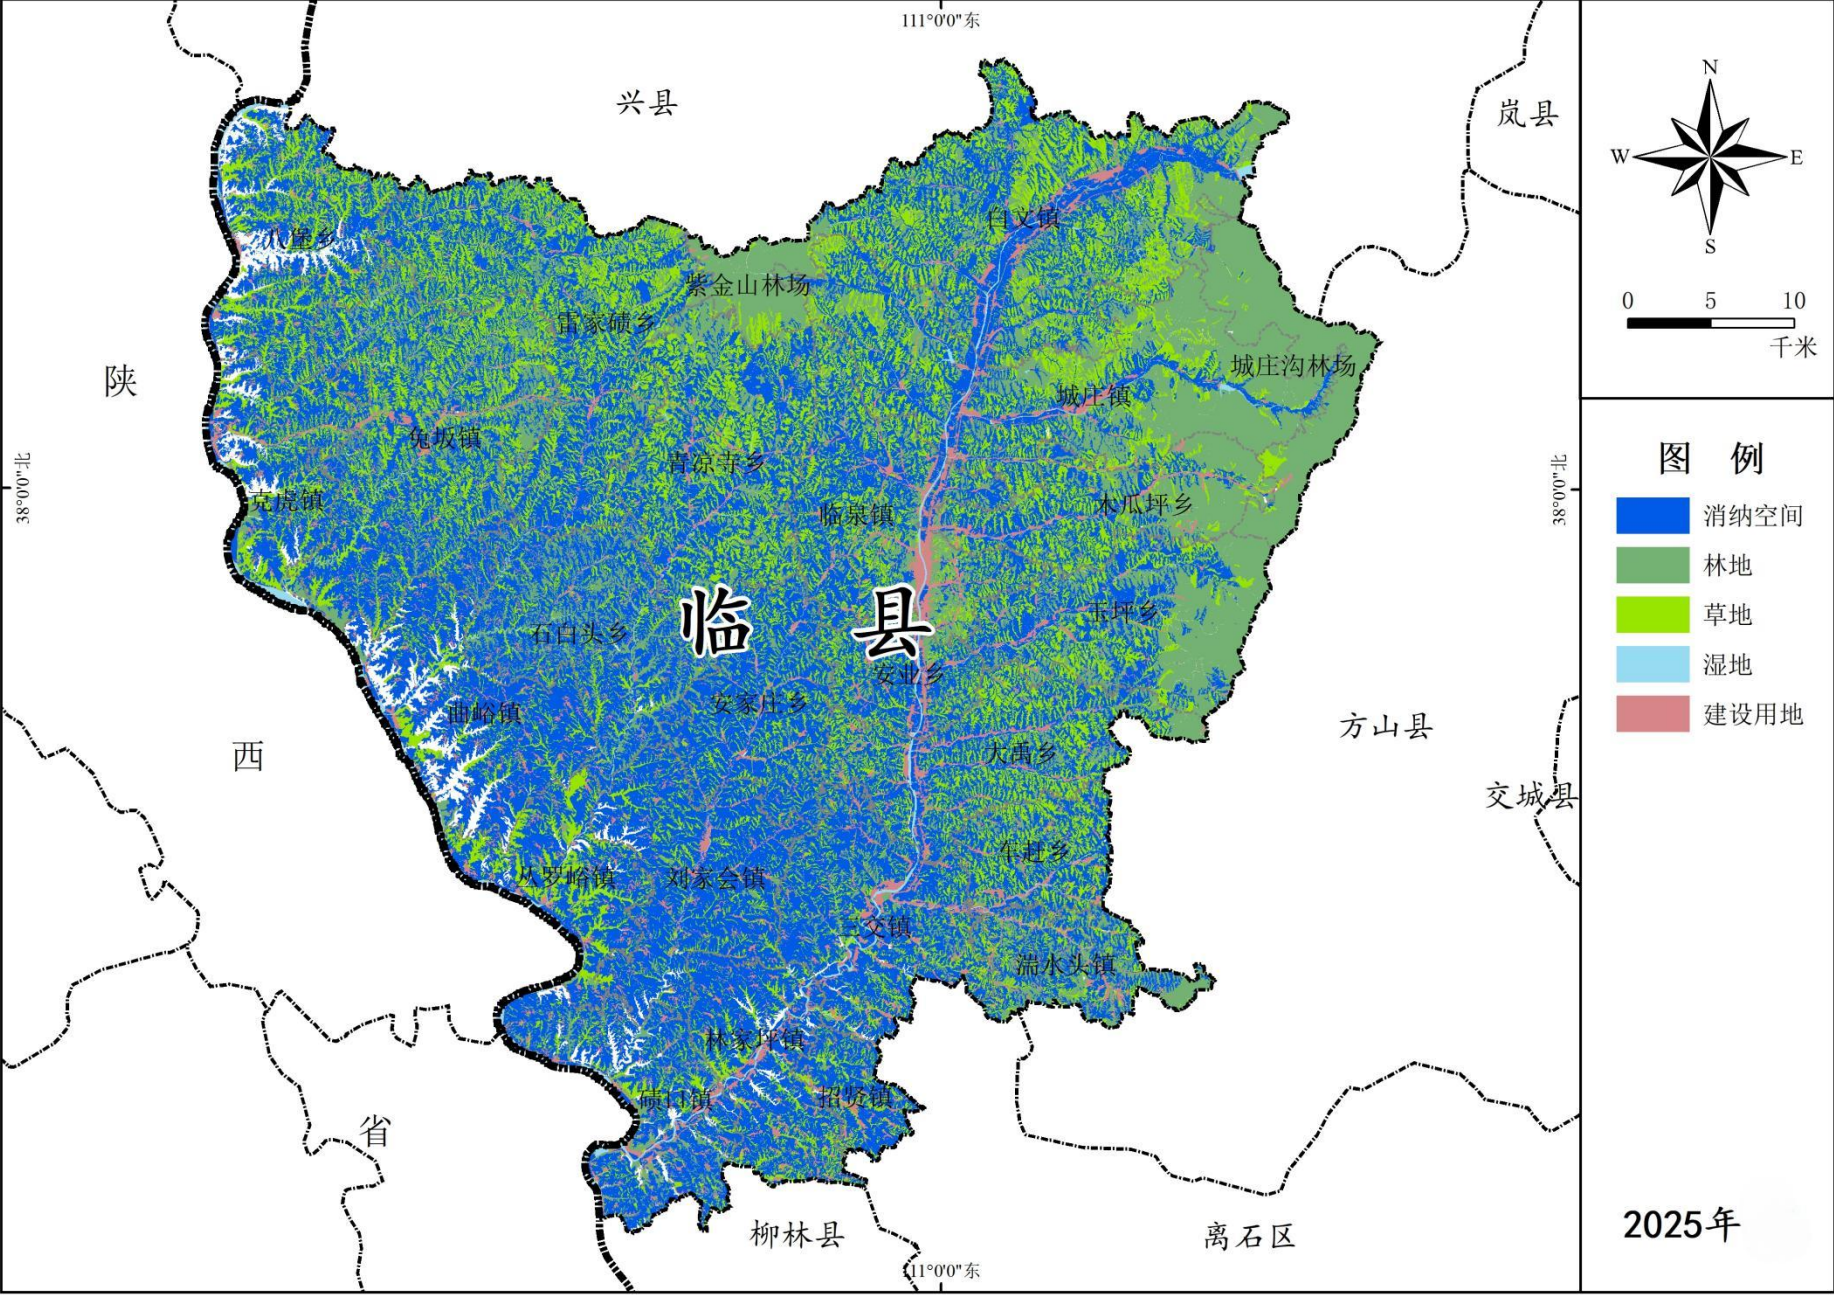 111°0'0"东
兴县
岚县
N
W
E
S
0 5 10
千米
八堡乡
白文镇
紫金山林场
雷家碛乡
城庄沟林场
陕
城庄镇
兔坂镇
青凉寺乡
38°0'0"北
38°0'0"北
克虎镇
临泉镇
木瓜坪乡
图 例
消纳空间
林地
草地
湿地
建设用地
临 县
石白头乡
玉坪乡
安业乡
曲峪镇
安家庄乡
方山县
西
大禹乡
交城县
车赶乡
丛罗峪镇
刘家会镇
三交镇
湍水头镇
林家坪镇
碛口镇
招贤镇
省
柳林县
离石区
2025年
111°0'0"东